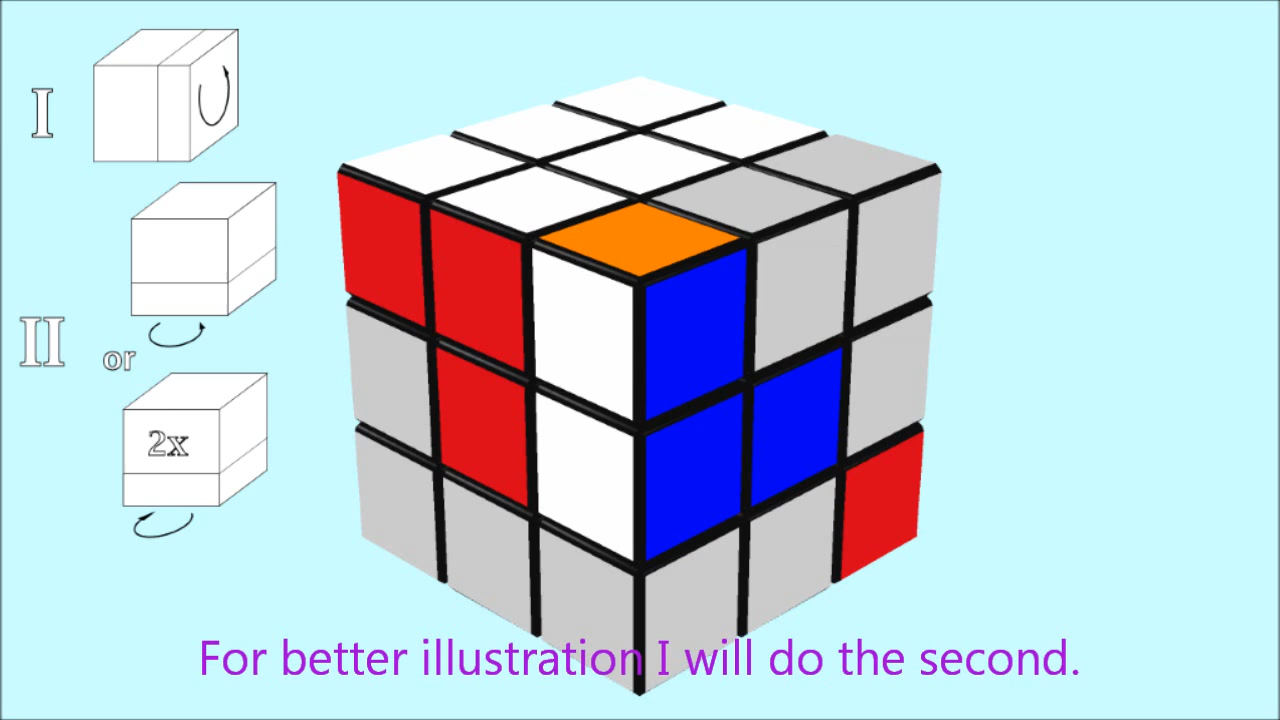 I
II
or
2x
For better illustration I will do the second.